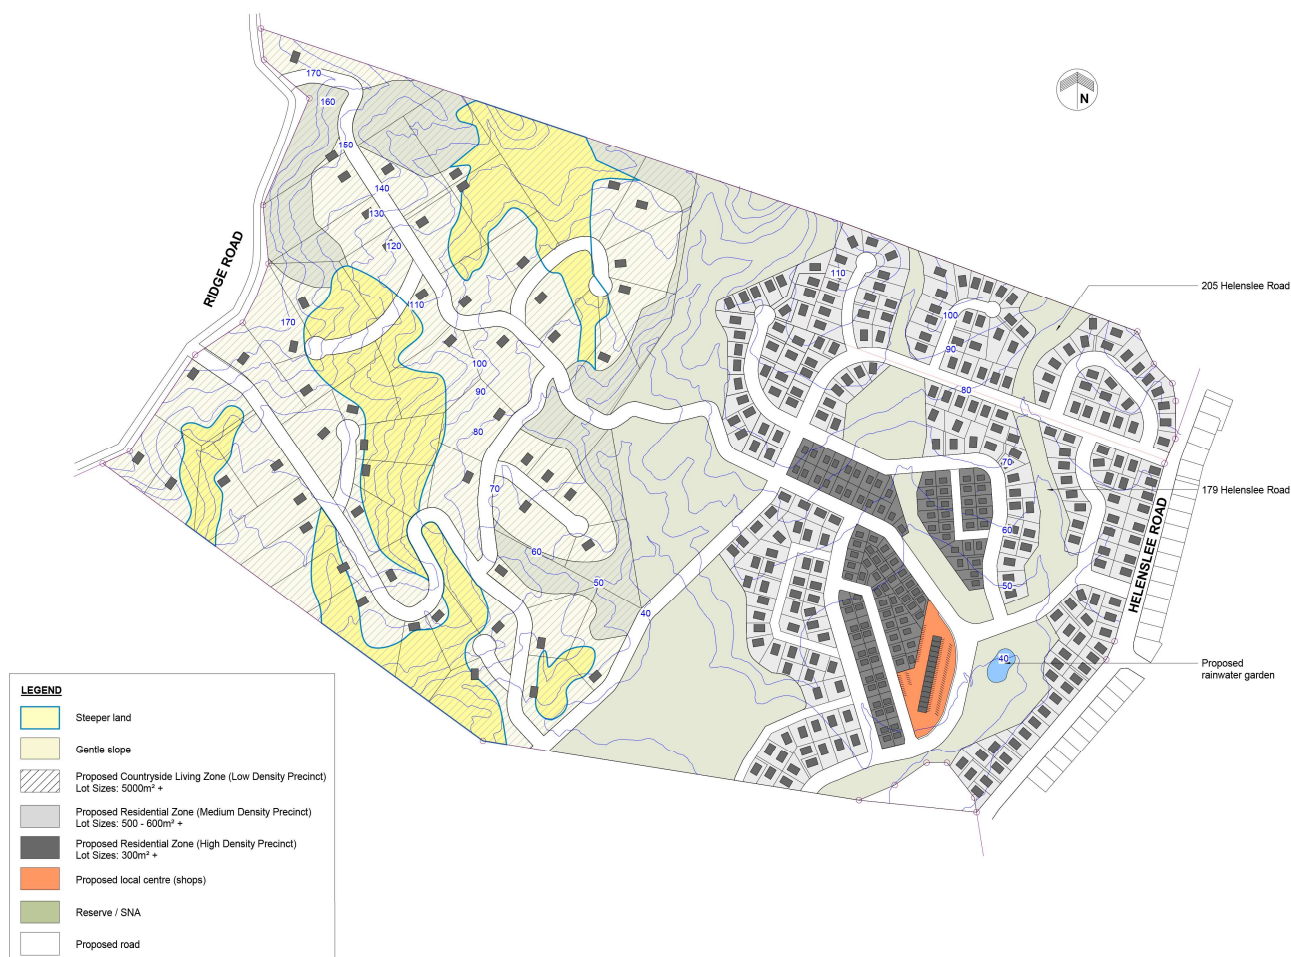 170
160
150
140
130
120
110
170
100
90
80
70
60
50
40
RIDGE ROAD
N
110
100
90
80
70
60
50
40
205 Helenslee Road
179 Helenslee Road
HELENSLEE ROAD
Proposed
rainwater garden
LEGEND
Steeper land
Gentle slope
Proposed Countryside Living Zone (Low Density Precinct)
Lot Sizes: 5000m² +
Proposed Residential Zone (Medium Density Precinct)
Lot Sizes: 500 - 600m² +
Proposed Residential Zone (High Density Precinct)
Lot Sizes: 300m² +
Proposed local centre (shops)
Reserve / SNA
Proposed road